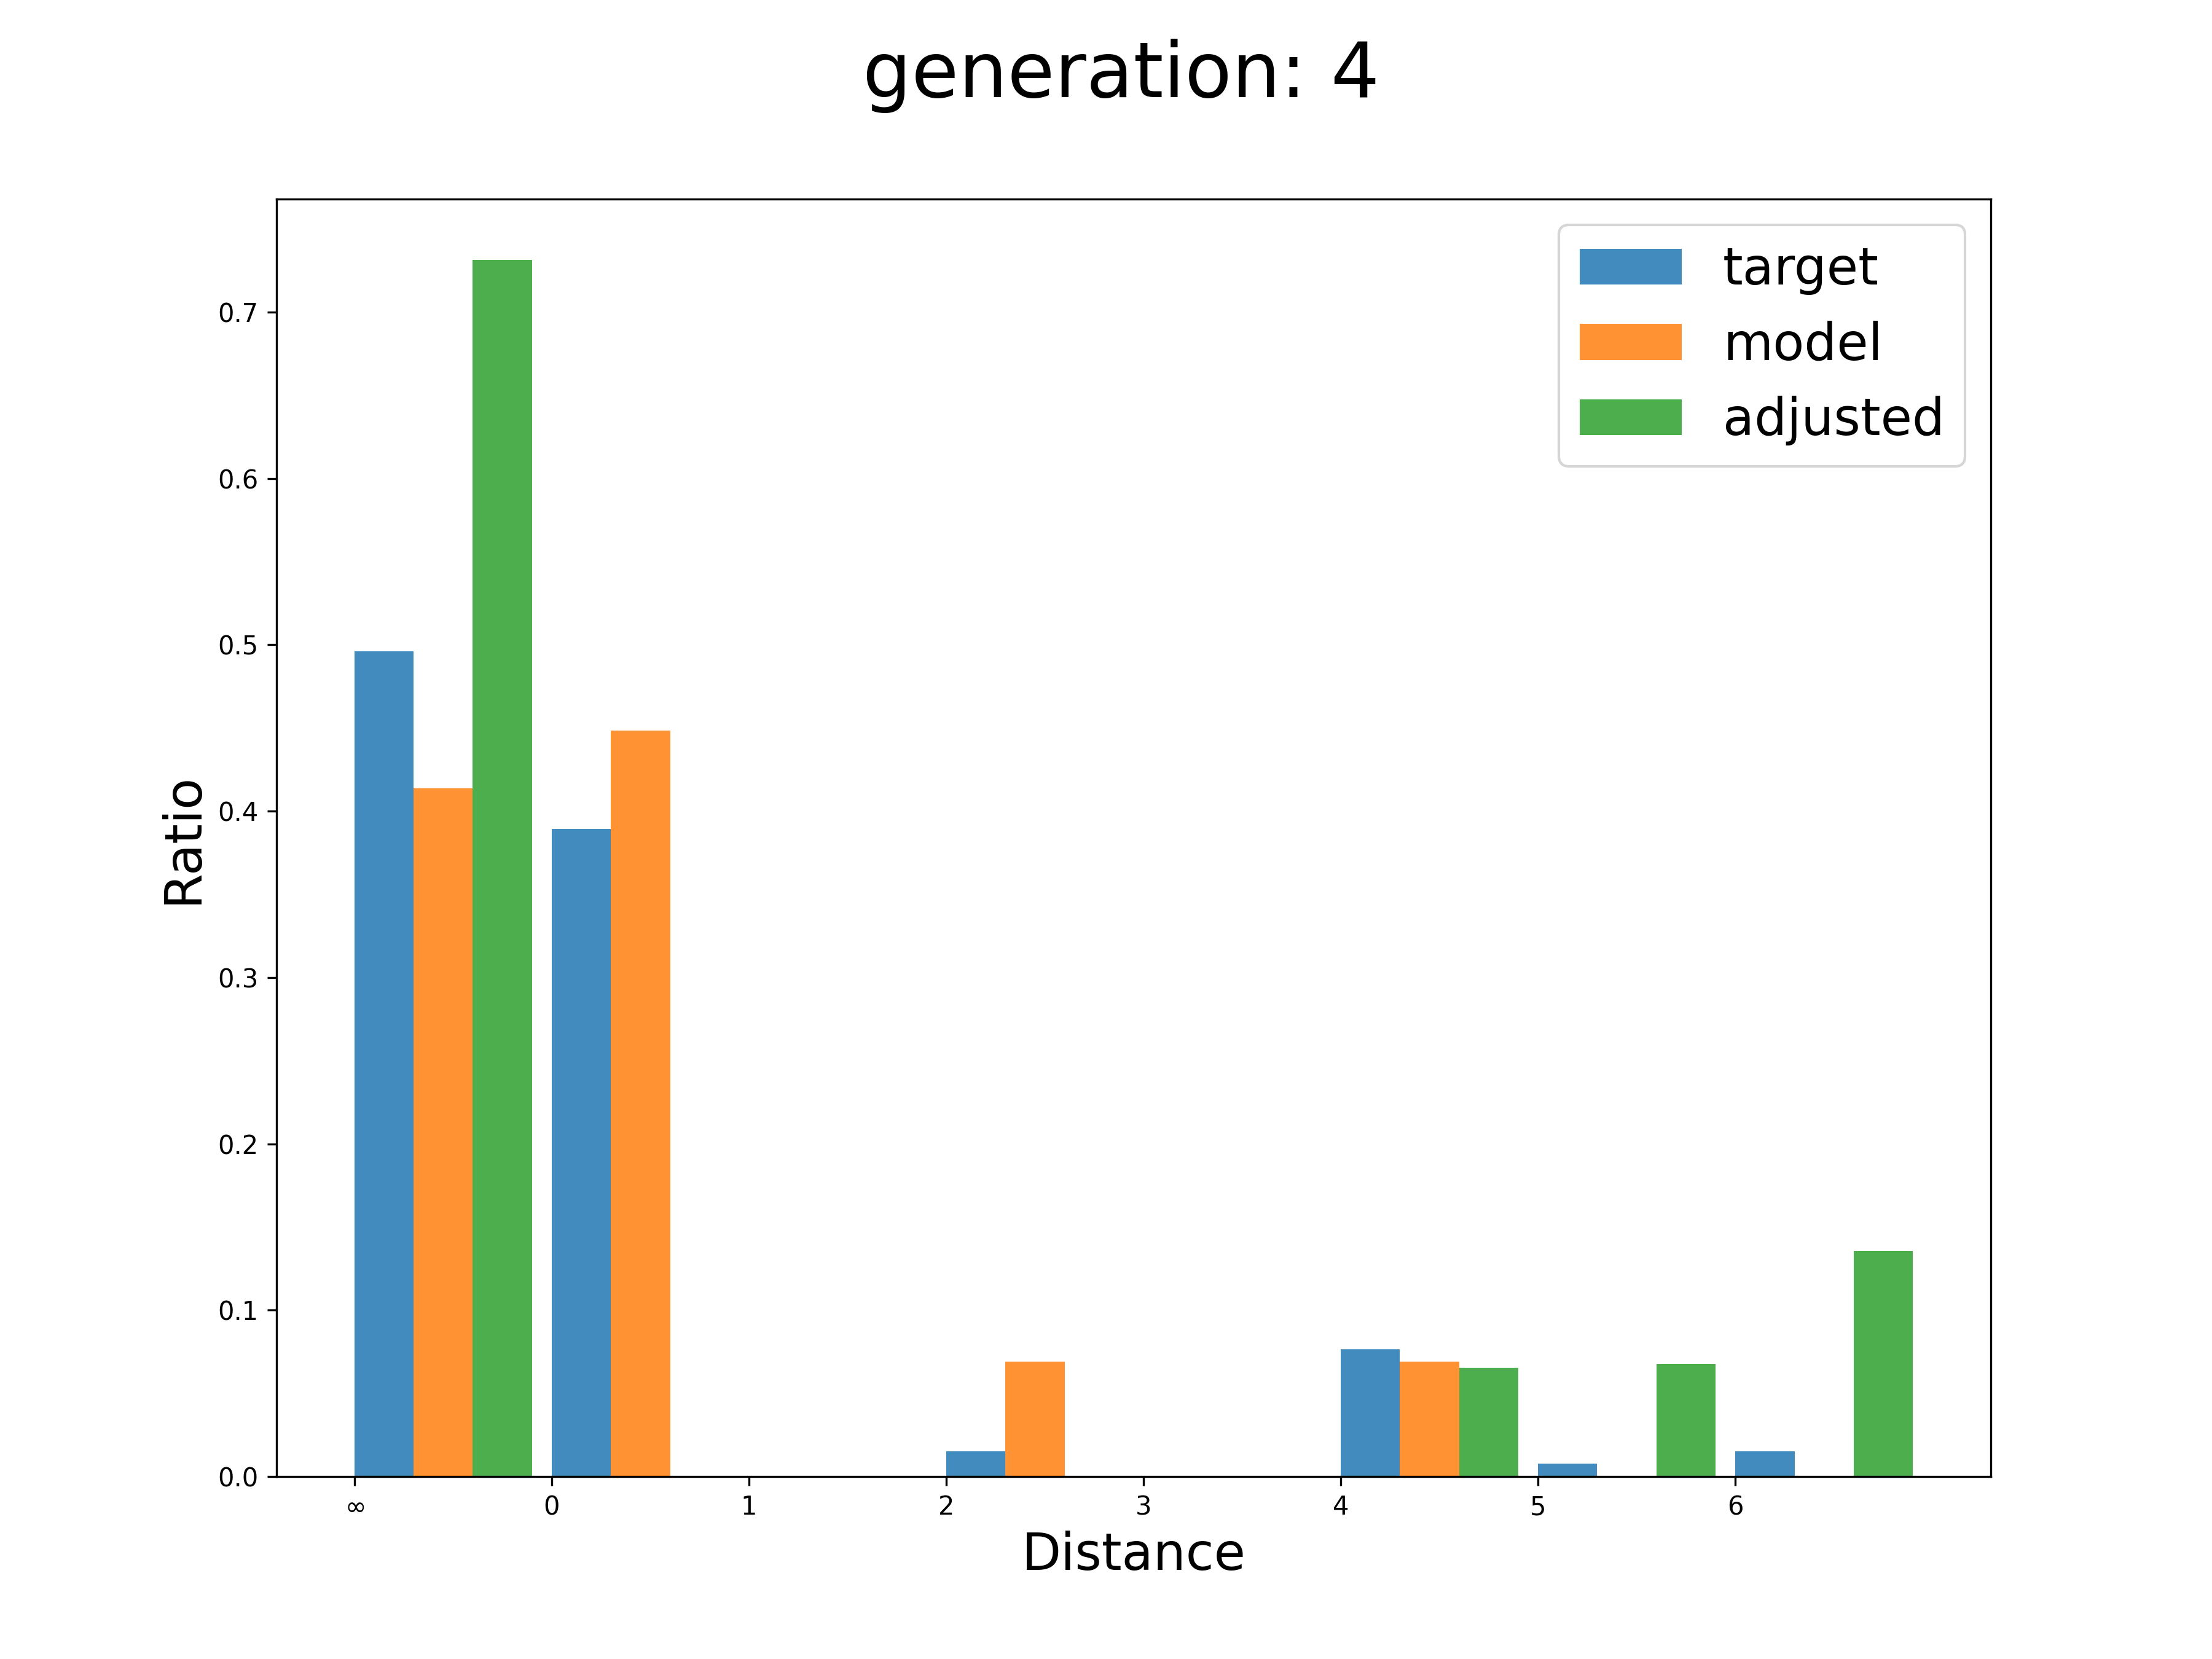 generation: 4
target
model
adjusted
Ratio
0.7
0.6
0.5
0.4
0.3
0.2
0.1
0.0
∞ 0 1 2 3 4 5 6
Distance